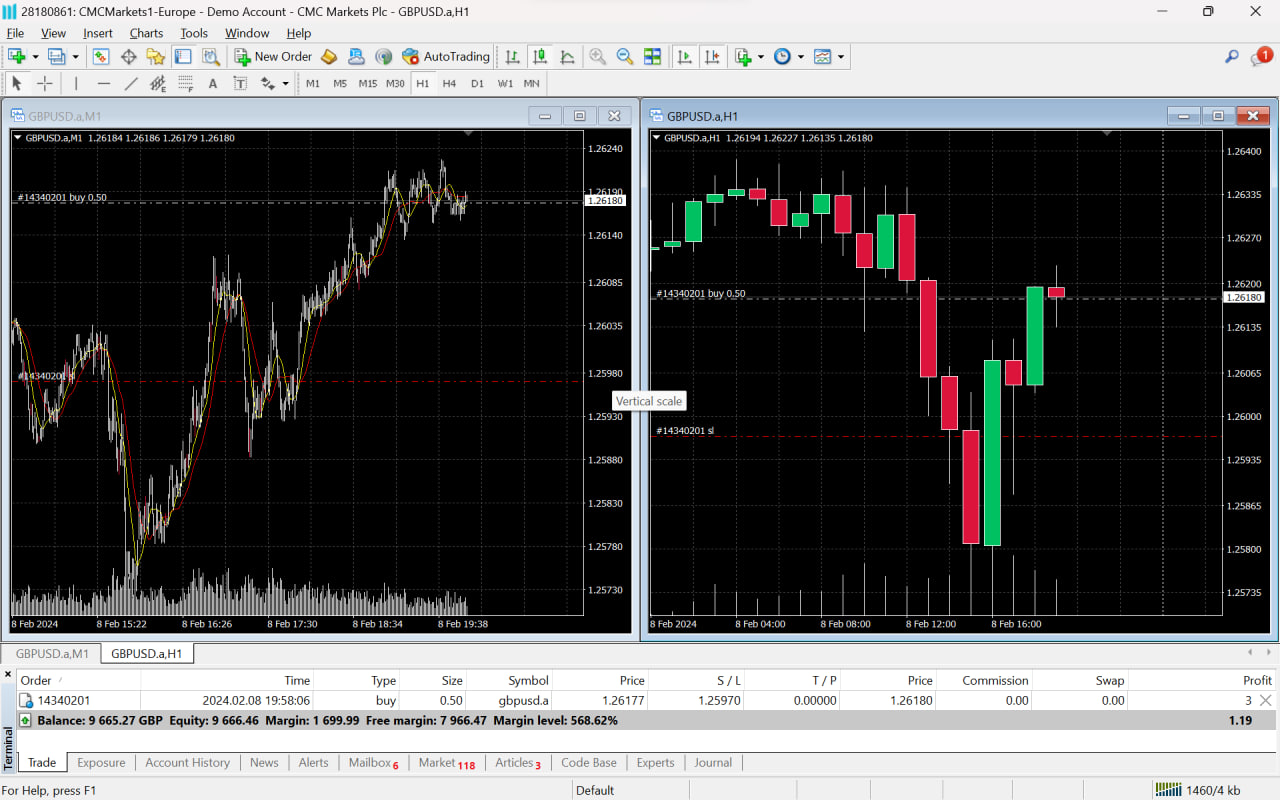 28180861: CMCMarkets1-Europe - Demo Account - CMC Markets Plc - GBPUSD.a,H1
File View Insert Charts Tools Window Help
New Order AutoTrading 1
A T M1 M5 M15 M30 H1 H4 D1 W1 MN
GBPUSD.a,M1
GBPUSD.a,M1 1.26184 1.26186 1.26179 1.26180
1.26240
1.26190
#14340201 buy 0.50
1.26180
1.26140
1.26085
1.26035
1.25980
#14340201 sl
1.25930
1.25880
1.25830
1.25780
1.25730
8 Feb 2024 8 Feb 15:22 8 Feb 16:26 8 Feb 17:30 8 Feb 18:34 8 Feb 19:38
Vertical scale
GBPUSD.a,H1
GBPUSD.a,H1 1.26194 1.26227 1.26135 1.26180
1.26400
1.26335
1.26270
1.26200
#14340201 buy 0.50
1.26180
1.26135
1.26065
1.26000
#14340201 sl
1.25935
1.25865
1.25800
1.25735
8 Feb 2024 8 Feb 04:00 8 Feb 08:00 8 Feb 12:00 8 Feb 16:00
GBPUSD.a,M1 GBPUSD.a,H1
Order Time Type Size Symbol Price S / L T / P Price Commission Swap Profit
14340201 2024.02.08 19:58:06 buy 0.50 gbpusd.a 1.26177 1.25970 0.00000 1.26180 0.00 0.00 3
Balance: 9 665.27 GBP Equity: 9 666.46 Margin: 1 699.99 Free margin: 7 966.47 Margin level: 568.62% 1.19
Terminal
Trade Exposure Account History News Alerts Mailbox 6 Market 118 Articles 3 Code Base Experts Journal
For Help, press F1 Default 1460/4 kb